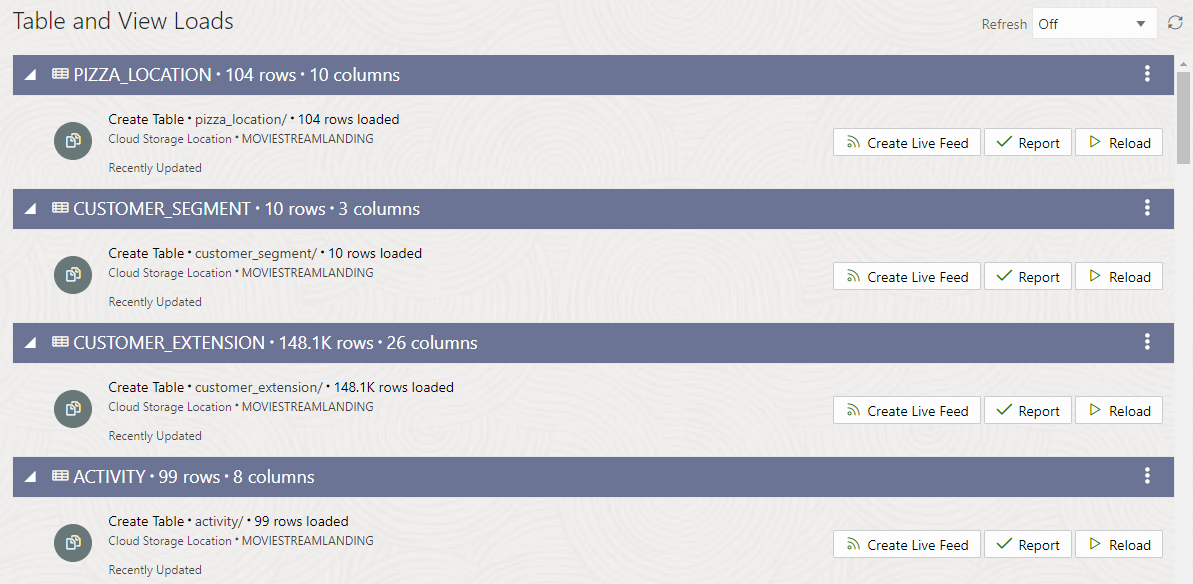 Table and View Loads
Refresh Off
PIZZA_LOCATION • 104 rows • 10 columns
Create Table • pizza_location/ • 104 rows loaded
Cloud Storage Location • MOVIESTREAMLANDING
Create Live Feed Report Reload
Recently Updated
CUSTOMER_SEGMENT • 10 rows • 3 columns
Create Table • customer_segment/ • 10 rows loaded
Cloud Storage Location • MOVIESTREAMLANDING
Create Live Feed Report Reload
Recently Updated
CUSTOMER_EXTENSION • 148.1K rows • 26 columns
Create Table • customer_extension/ • 148.1K rows loaded
Cloud Storage Location • MOVIESTREAMLANDING
Create Live Feed Report Reload
Recently Updated
ACTIVITY • 99 rows • 8 columns
Create Table • activity/ • 99 rows loaded
Cloud Storage Location • MOVIESTREAMLANDING
Create Live Feed Report Reload
Recently Updated